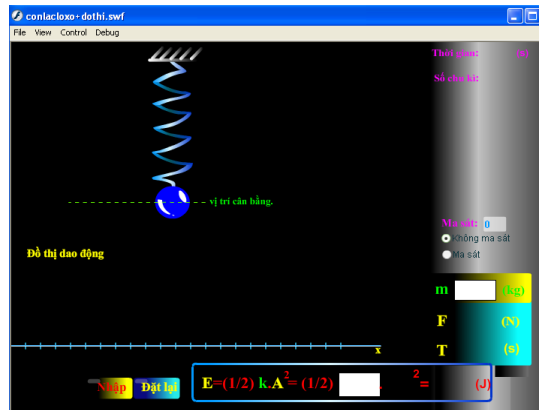 conlacloxo+dothi.swf
File View Control Debug
Thời gian: (s)
Số chu kì:
vị trí cân bằng.
Ma sát: 0
Không ma sát
Ma sát
Đồ thị dao động
m (kg)
F (N)
T (s)
x
Nhập Đặt lại
E=(1/2) k.A²= (1/2) . ²= (J)